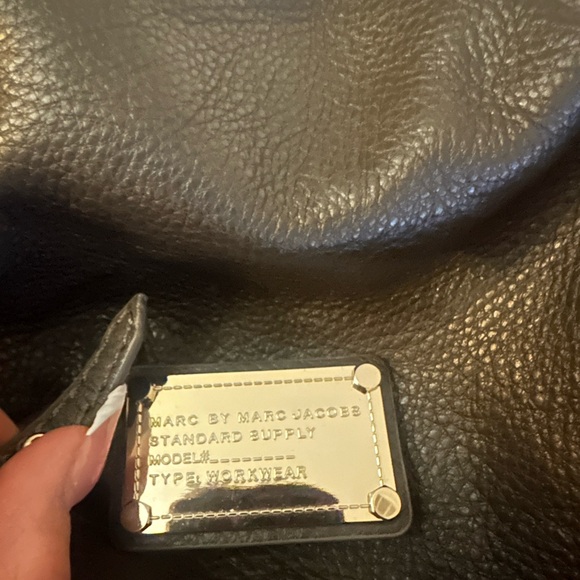 MARC BY MARC JACOBS
STANDARD SUPPLY
MODEL#_ _ _ _ _ _ _ _
TYPE: WORKWEAR